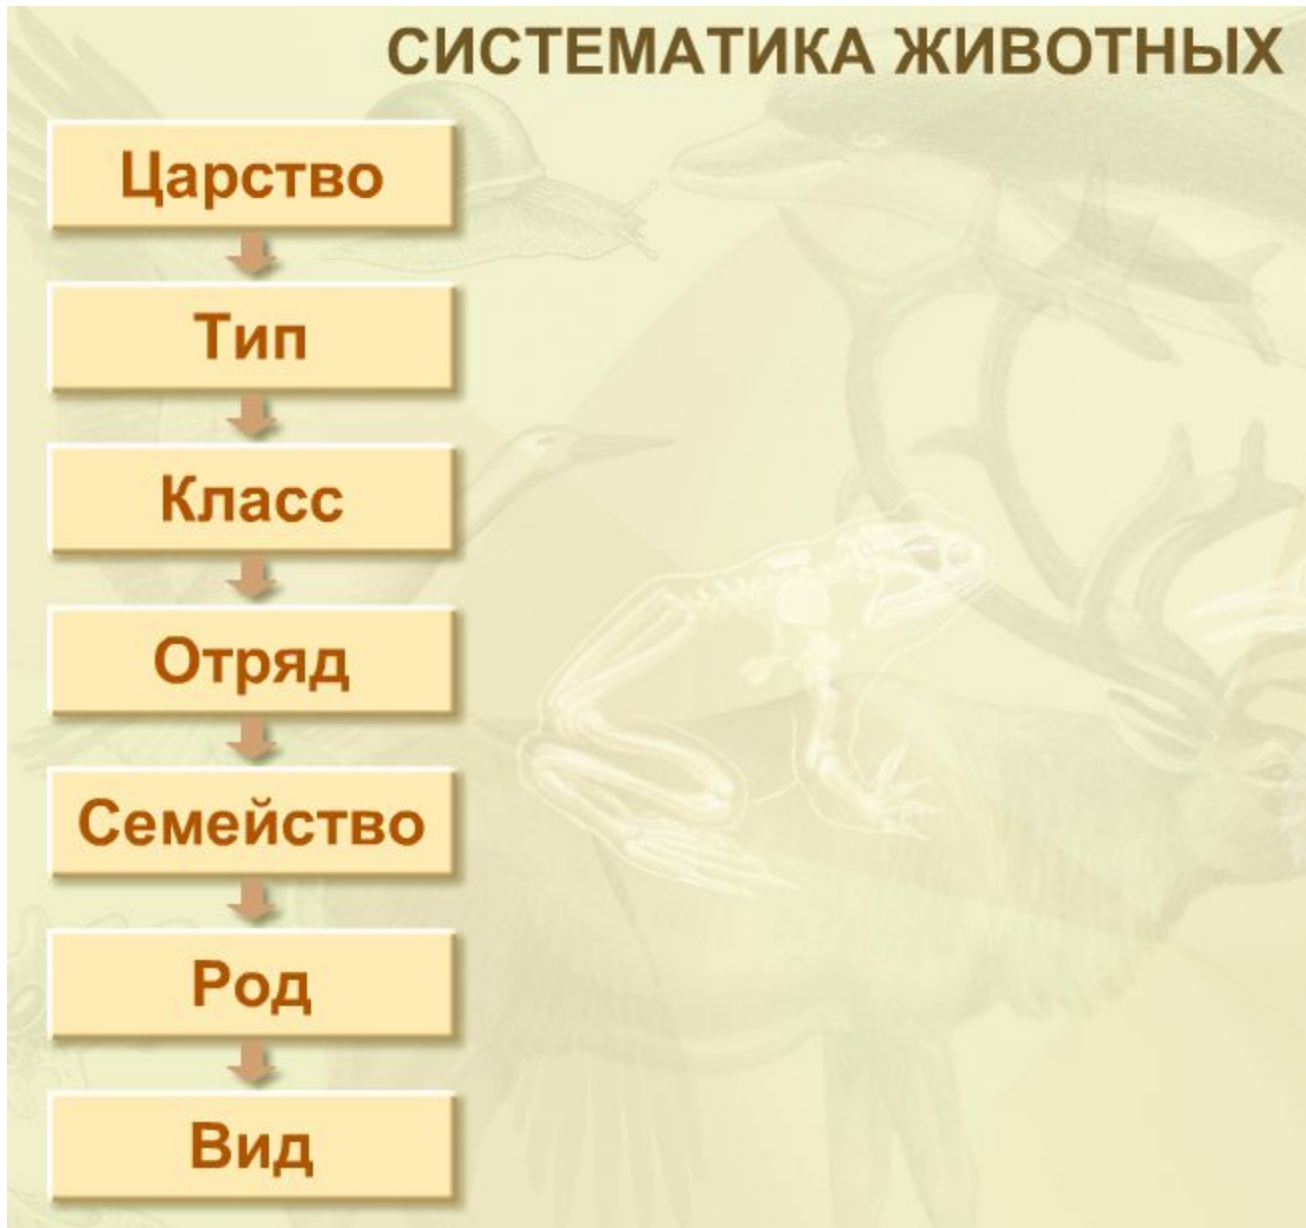 СИСТЕМАТИКА ЖИВОТНЫХ
Царство
Тип
Класс
Отряд
Семейство
Род
Вид